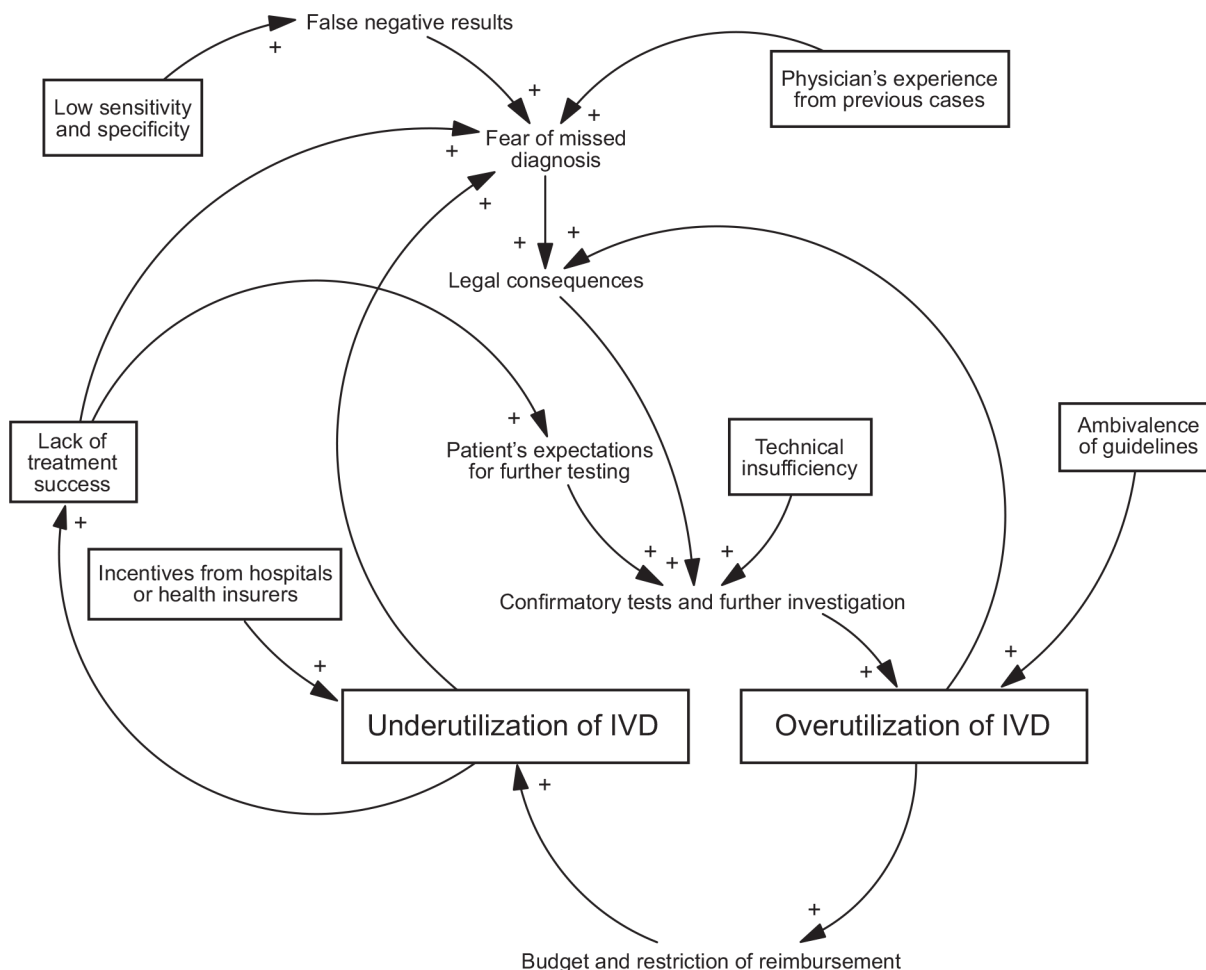 False negative results
+
Low sensitivity
and specificity
Physician's experience
from previous cases
+
+
Fear of missed
diagnosis
+
+
+
+
Legal consequences
Lack of
treatment
success
+
+
Patient's expectations
for further testing
Technical
insufficiency
Ambivalence
of guidelines
Incentives from hospitals
or health insurers
+
+
+
Confirmatory tests and further investigation
+
+
+
Underutilization of IVD
Overutilization of IVD
+
+
Budget and restriction of reimbursement